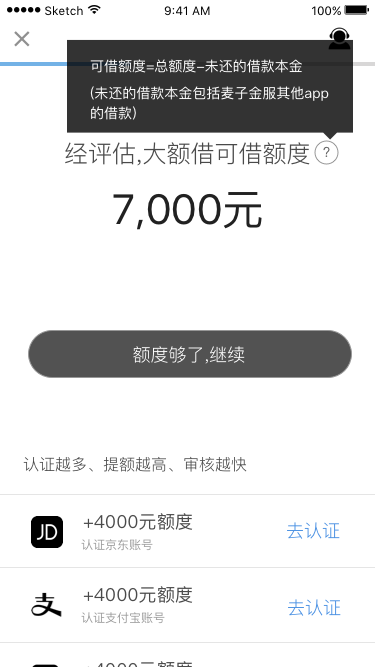 Sketch
9:41 AM
100%
可借额度=总额度-未还的借款本金
(未还的借款本金包括麦子金服其他app
的借款)
经评估,大额借可借额度 ?
7,000元
额度够了,继续
认证越多、提额越高、审核越快
JD
+4000元额度
认证京东账号
去认证
支
+4000元额度
认证支付宝账号
去认证
+4000元额度